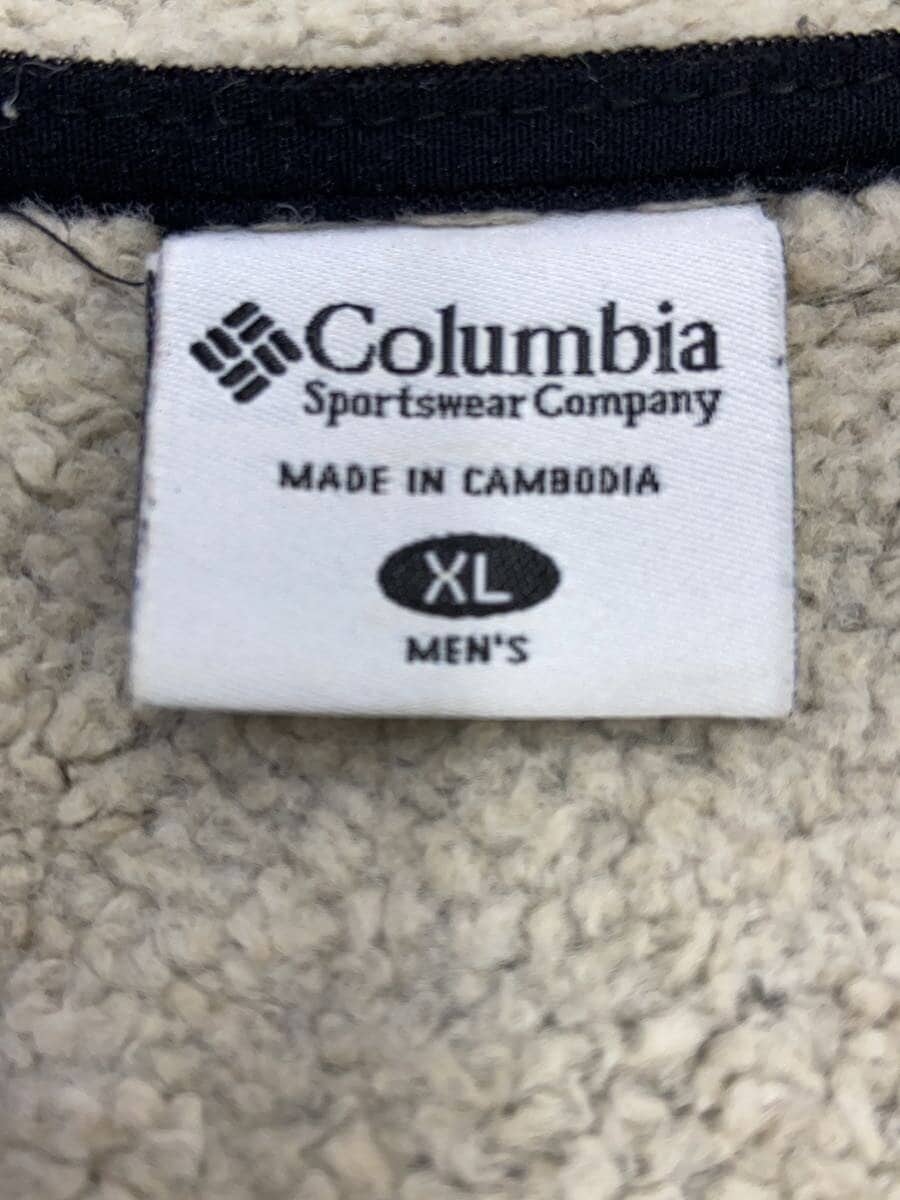 Columbia
Sportswear Company
MADE IN CAMBODIA
XL
MEN'S